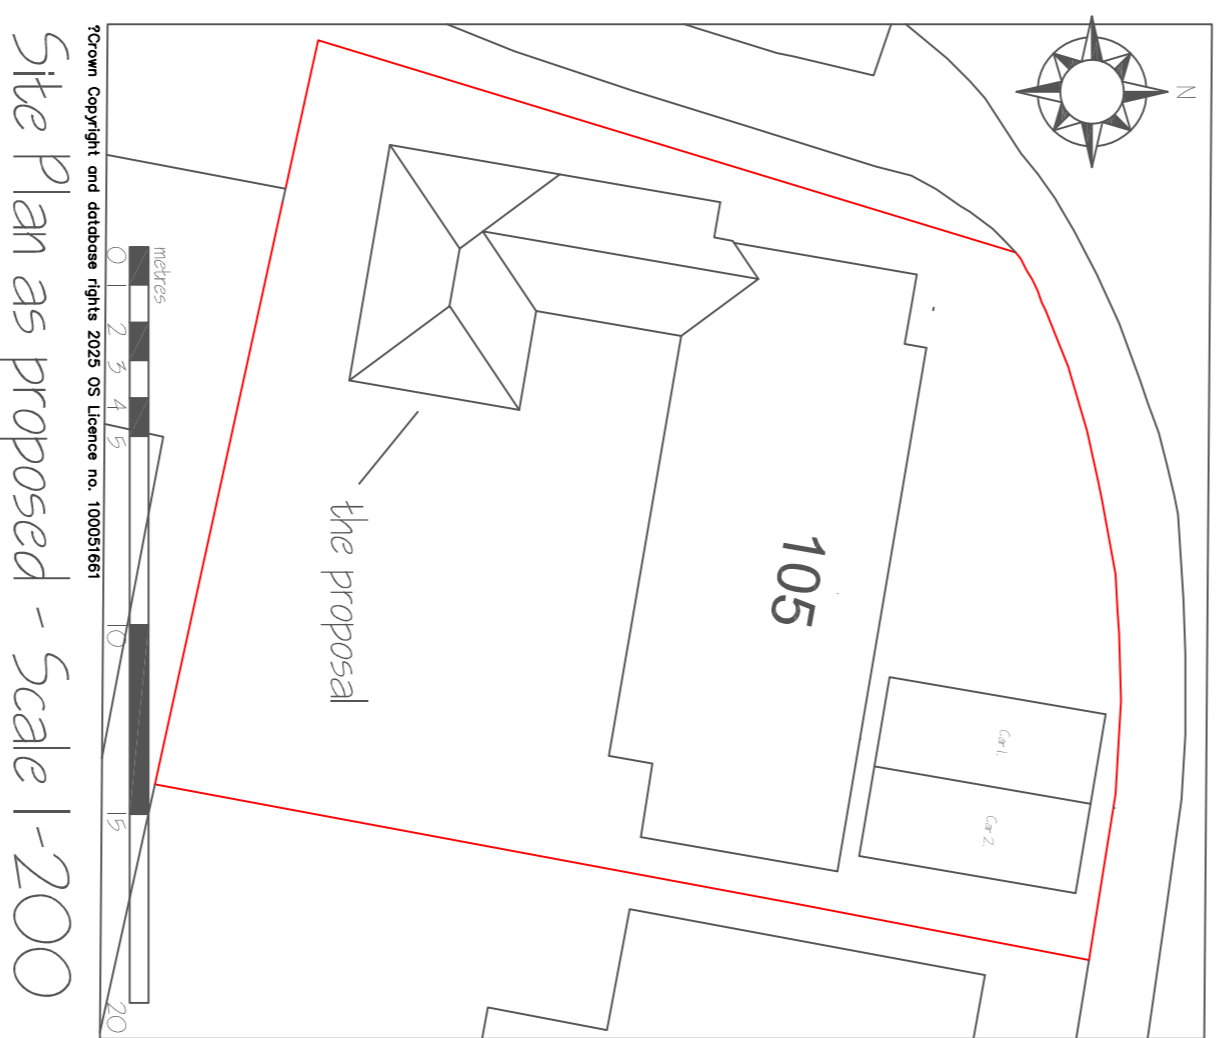 N
105
Car 1.
Car 2.
the proposal
metres
0 1 2 3 4 5 10 15 20
?Crown Copyright and database rights 2025 OS Licence no. 100051661
Site Plan as proposed - Scale 1-200